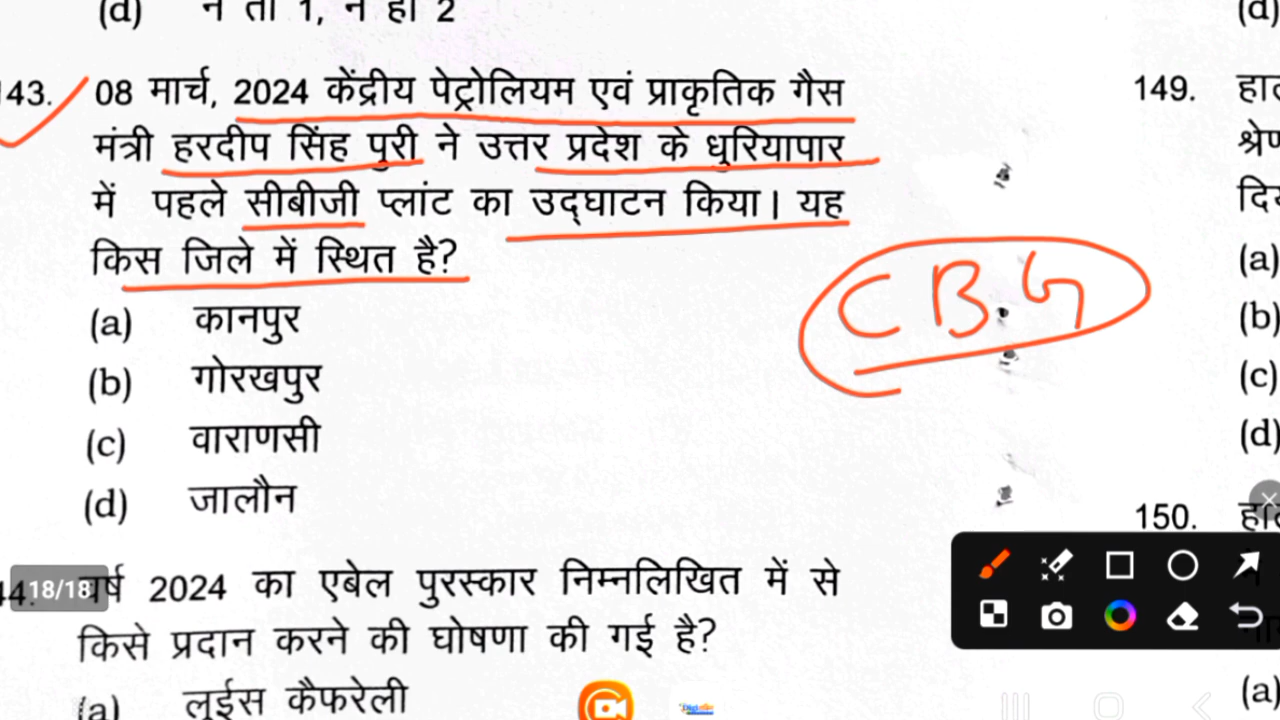 (d) न तो 1, न ही 2
143. 08 मार्च, 2024 केंद्रीय पेट्रोलियम एवं प्राकृतिक गैस
मंत्री हरदीप सिंह पुरी ने उत्तर प्रदेश के धुरियापार
में पहले सीबीजी प्लांट का उद्घाटन किया। यह
किस जिले में स्थित है?
(a) कानपुर
(b) गोरखपुर
(c) वाराणसी
(d) जालौन
वर्ष 2024 का एबेल पुरस्कार निम्नलिखित में से
किसे प्रदान करने की घोषणा की गई है?
(a) लुईस कैफरेली
CBG
18/18
(d)
149.
(a)
(b)
(c)
(d)
150.
(a)